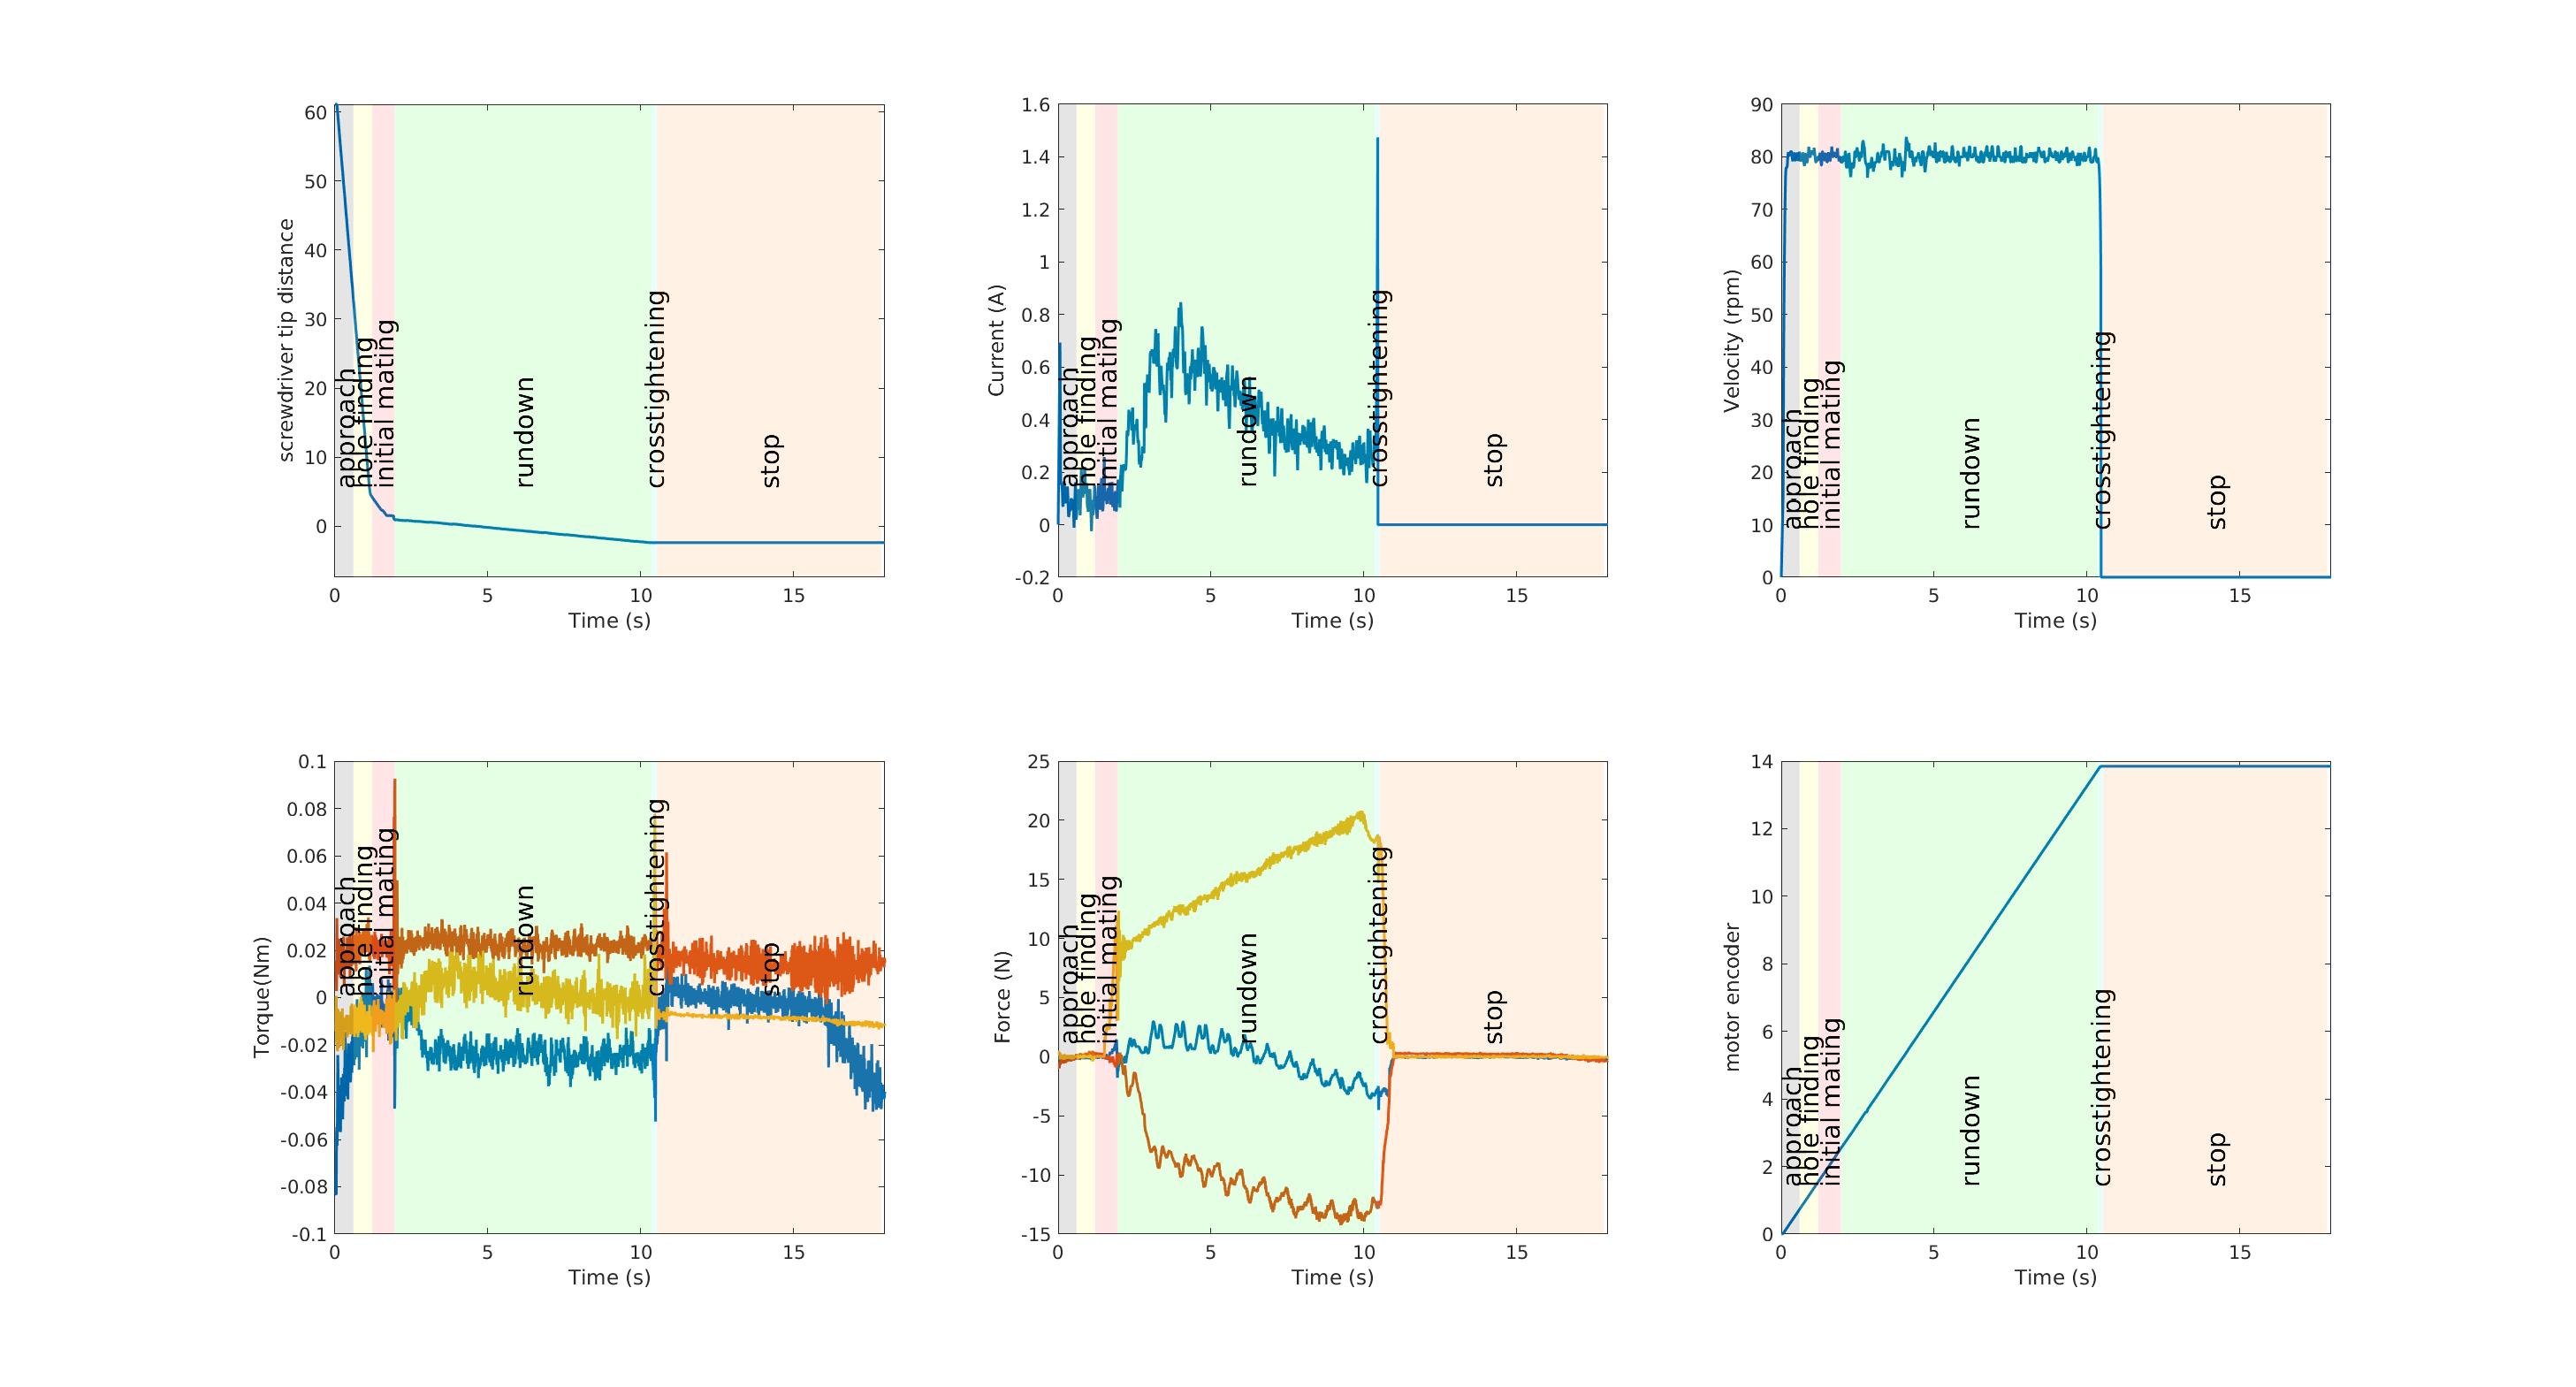 60
50
40
30
20
10
0
screwdriver tip distance
approach
hole finding
initial mating
rundown
crosstightening
stop
0 5 10 15
Time (s)
1.6
1.4
1.2
1
0.8
0.6
0.4
0.2
0
-0.2
Current (A)
approach
hole finding
initial mating
rundown
crosstightening
stop
0 5 10 15
Time (s)
90
80
70
60
50
40
30
20
10
0
Velocity (rpm)
approach
hole finding
initial mating
rundown
crosstightening
stop
0 5 10 15
Time (s)
0.1
0.08
0.06
0.04
0.02
0
-0.02
-0.04
-0.06
-0.08
-0.1
Torque(Nm)
approach
hole finding
initial mating
rundown
crosstightening
stop
0 5 10 15
Time (s)
25
20
15
10
5
0
-5
-10
-15
Force (N)
approach
hole finding
initial mating
rundown
crosstightening
stop
0 5 10 15
Time (s)
14
12
10
8
6
4
2
0
motor encoder
approach
hole finding
initial mating
rundown
crosstightening
stop
0 5 10 15
Time (s)